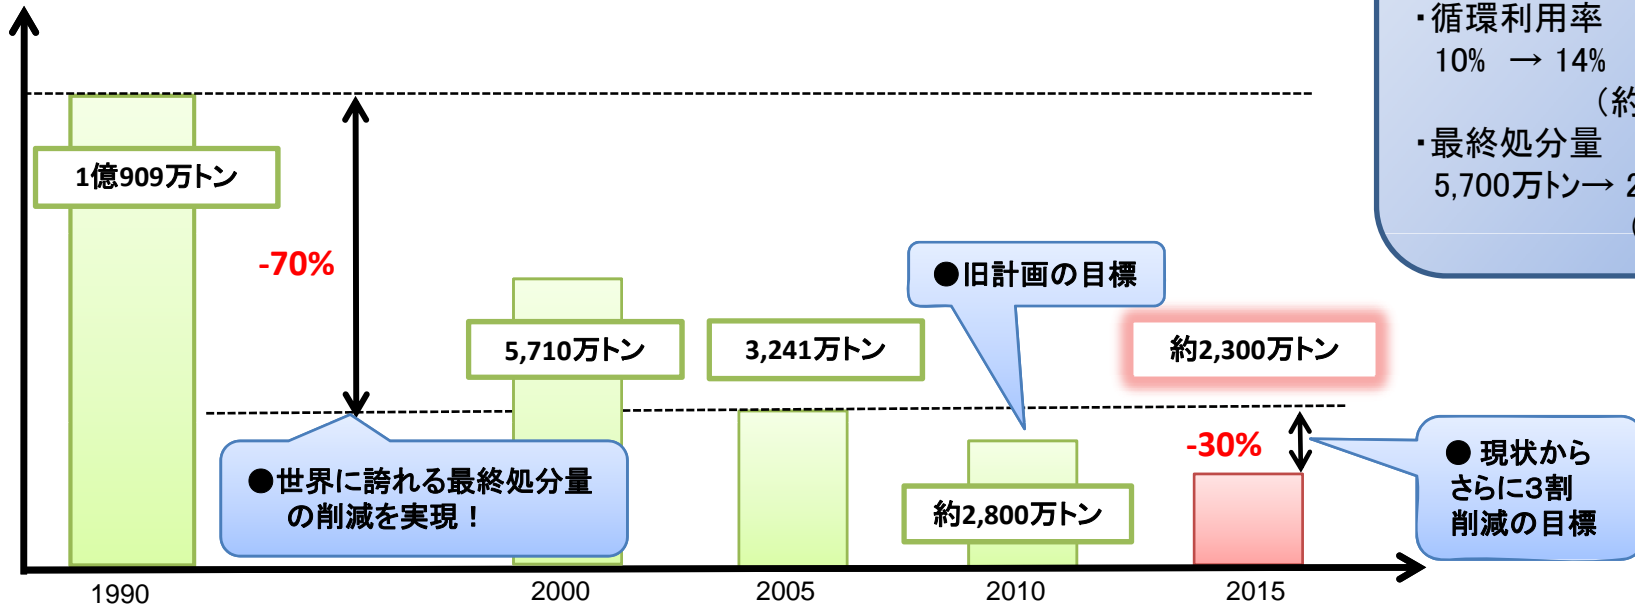 ・循環利用率
10% → 14%
（約
・最終処分量
5,700万トン→ 2
（
1億909万トン
-70%
●旧計画の目標
5,710万トン
3,241万トン
約2,300万トン
-30%
●世界に誇れる最終処分量
の削減を実現！
約2,800万トン
● 現状から
さらに３割
削減の目標
1990
2000
2005
2010
2015